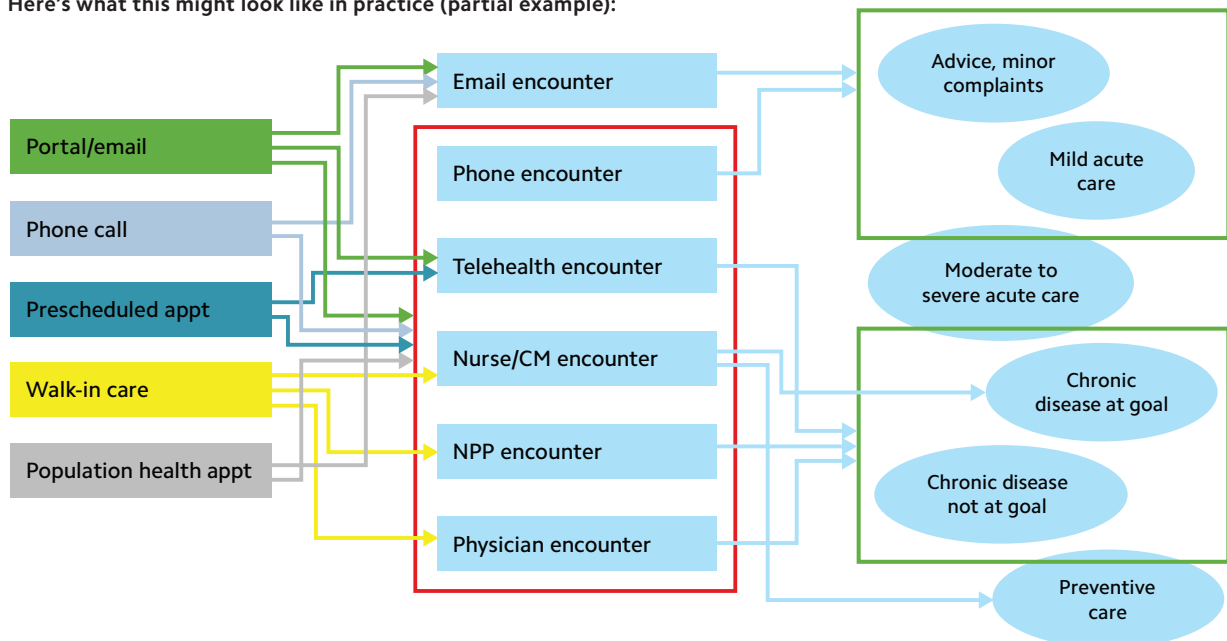 Here's what this might look like in practice (partial example):
Portal/email
Phone call
Prescheduled appt
Walk-in care
Population health appt
Email encounter
Phone encounter
Telehealth encounter
Nurse/CM encounter
NPP encounter
Physician encounter
Advice, minor
complaints
Mild acute
care
Moderate to
severe acute care
Chronic
disease at goal
Chronic disease
not at goal
Preventive
care